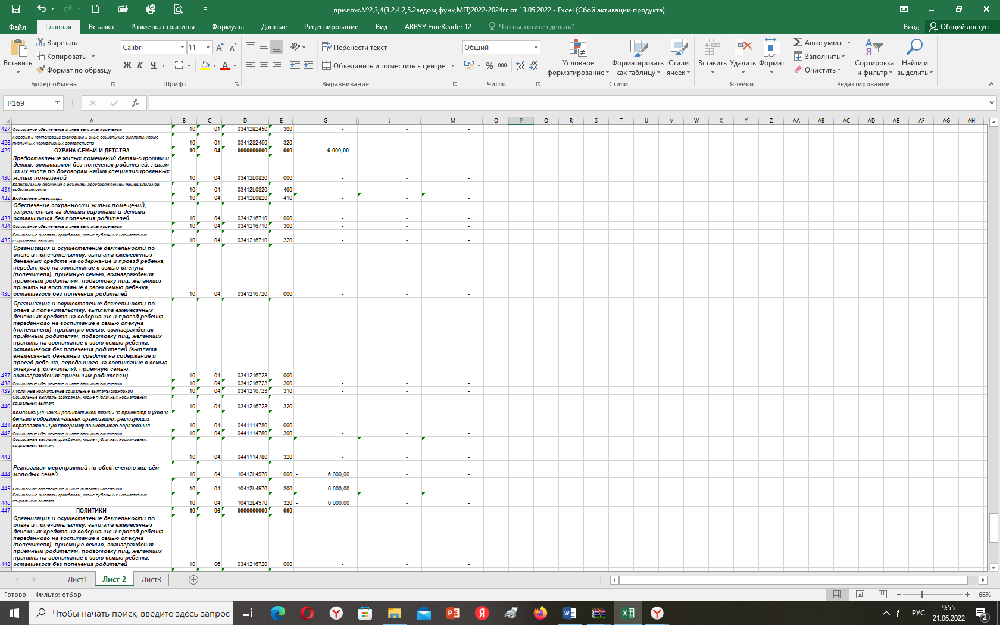 прилож.№2,3,4(3.2,4.2,5.2ведом,функ,МП)2022-2024гг от 13.05.2022 - Excel (Сбой активации продукта)
Файл Главная Вставка Разметка страницы Формулы Данные Рецензирование Вид ABBYY FineReader 12 Что вы хотите сделать? Вход Общий доступ
Вставить
Вырезать
Копировать
Формат по образцу
Буфер обмена
Calibri 11
Ж К Ч
Шрифт
Перенести текст
Объединить и поместить в центре
Выравнивание
Общий
% 000
Число
Условное форматирование
Форматировать как таблицу
Стили ячеек
Стили
Вставить Удалить Формат
Ячейки
Автосумма
Заполнить
Очистить
Сортировка и фильтр
Найти и выделить
Редактирование
P169
fx
A B C D E G J M O P Q R S T U V W X Y Z AA AB AC AD AE AF AG AH
427 Социальное обеспечение и иные выплаты населению 10 01 0341282450 300 - - -
Пособия и компенсации гражданам и иные социальные выплаты, кроме
428 публичных нормативных обязательств 10 01 0341282450 320 - - -
429 ОХРАНА СЕМЬИ И ДЕТСТВА 10 04 0000000000 000 - 6 000,00 - -
Предоставление жилых помещений детям-сиротам и
детям, оставшимся без попечения родителей, лицам
из их числа по договорам найма специализированных
430 жилых помещений 10 04 03412L0820 000 - - -
Капитальные вложения в объекты государственной (муниципальной)
431 собственности 10 04 03412L0820 400 - - -
432 Бюджетные инвестиции 10 04 03412L0820 410 - - -
Обеспечение сохранности жилых помещений,
закрепленных за детьми-сиротами и детьми,
433 оставшимися без попечения родителей 10 04 0341216710 000 - - -
434 Социальное обеспечение и иные выплаты населению 10 04 0341216710 300 - - -
Социальные выплаты гражданам, кроме публичных нормативных
435 социальных выплат 10 04 0341216710 320 - - -
Организация и осуществление деятельности по
опеке и попечительству, выплата ежемесячных
денежных средств на содержание и проезд ребенка,
переданного на воспитание в семью опекуна
(попечителя), приёмную семью, вознаграждения
приёмным родителям, подготовку лиц, желающих
принять на воспитание в свою семью ребенка,
436 оставшегося без попечения родителей 10 04 0341216720 000 - - -
Организация и осуществление деятельности по
опеке и попечительству, выплата ежемесячных
денежных средств на содержание и проезд ребенка,
переданного на воспитание в семью опекуна
(попечителя), приёмную семью, вознаграждения
приёмным родителям, подготовку лиц, желающих
принять на воспитание в свою семью ребенка,
оставшегося без попечения родителей (выплата
ежемесячных денежных средств на содержание и
проезд ребенка, переданного на воспитание в семью
опекуна (попечителя), приемную семью,
437 вознаграждения приемным родителям) 10 04 0341216723 000 - - -
438 Социальное обеспечение и иные выплаты населению 10 04 0341216723 300 - - -
439 Публичные нормативные социальные выплаты гражданам 10 04 0341216723 310 - - -
Социальные выплаты гражданам, кроме публичных нормативных
социальных выплат
440 10 04 0341216723 320 - - -
Компенсация части родительской платы за присмотр и уход за
детьми в образовательных организациях, реализующих
441 образовательную программу дошкольного образования 10 04 0441114780 000 - - -
442 Социальное обеспечение и иные выплаты населению 10 04 0441114780 300 - - -
Социальные выплаты гражданам, кроме публичных нормативных
социальных выплат
443 10 04 0441114780 320 - - -
Реализация мероприятий по обеспечению жильём
444 молодых семей 10 04 10412L4970 000 - 6 000,00 - -
445 Социальное обеспечение и иные выплаты населению 10 04 10412L4970 300 - 6 000,00 - -
Социальные выплаты гражданам, кроме публичных нормативных
446 социальных выплат 10 04 10412L4970 320 - 6 000,00 - -
447 ПОЛИТИКИ 10 06 0000000000 000 - - -
Организация и осуществление деятельности по
опеке и попечительству, выплата ежемесячных
денежных средств на содержание и проезд ребенка,
переданного на воспитание в семью опекуна
(попечителя), приёмную семью, вознаграждения
приёмным родителям, подготовку лиц, желающих
принять на воспитание в свою семью ребенка,
448 оставшегося без попечения родителей 10 06 0341216720 000 - - -
Лист1 Лист 2 Лист3
Готово Фильтр: отбор 66%
Чтобы начать поиск, введите здесь запрос
РУС 9:55
21.06.2022
2